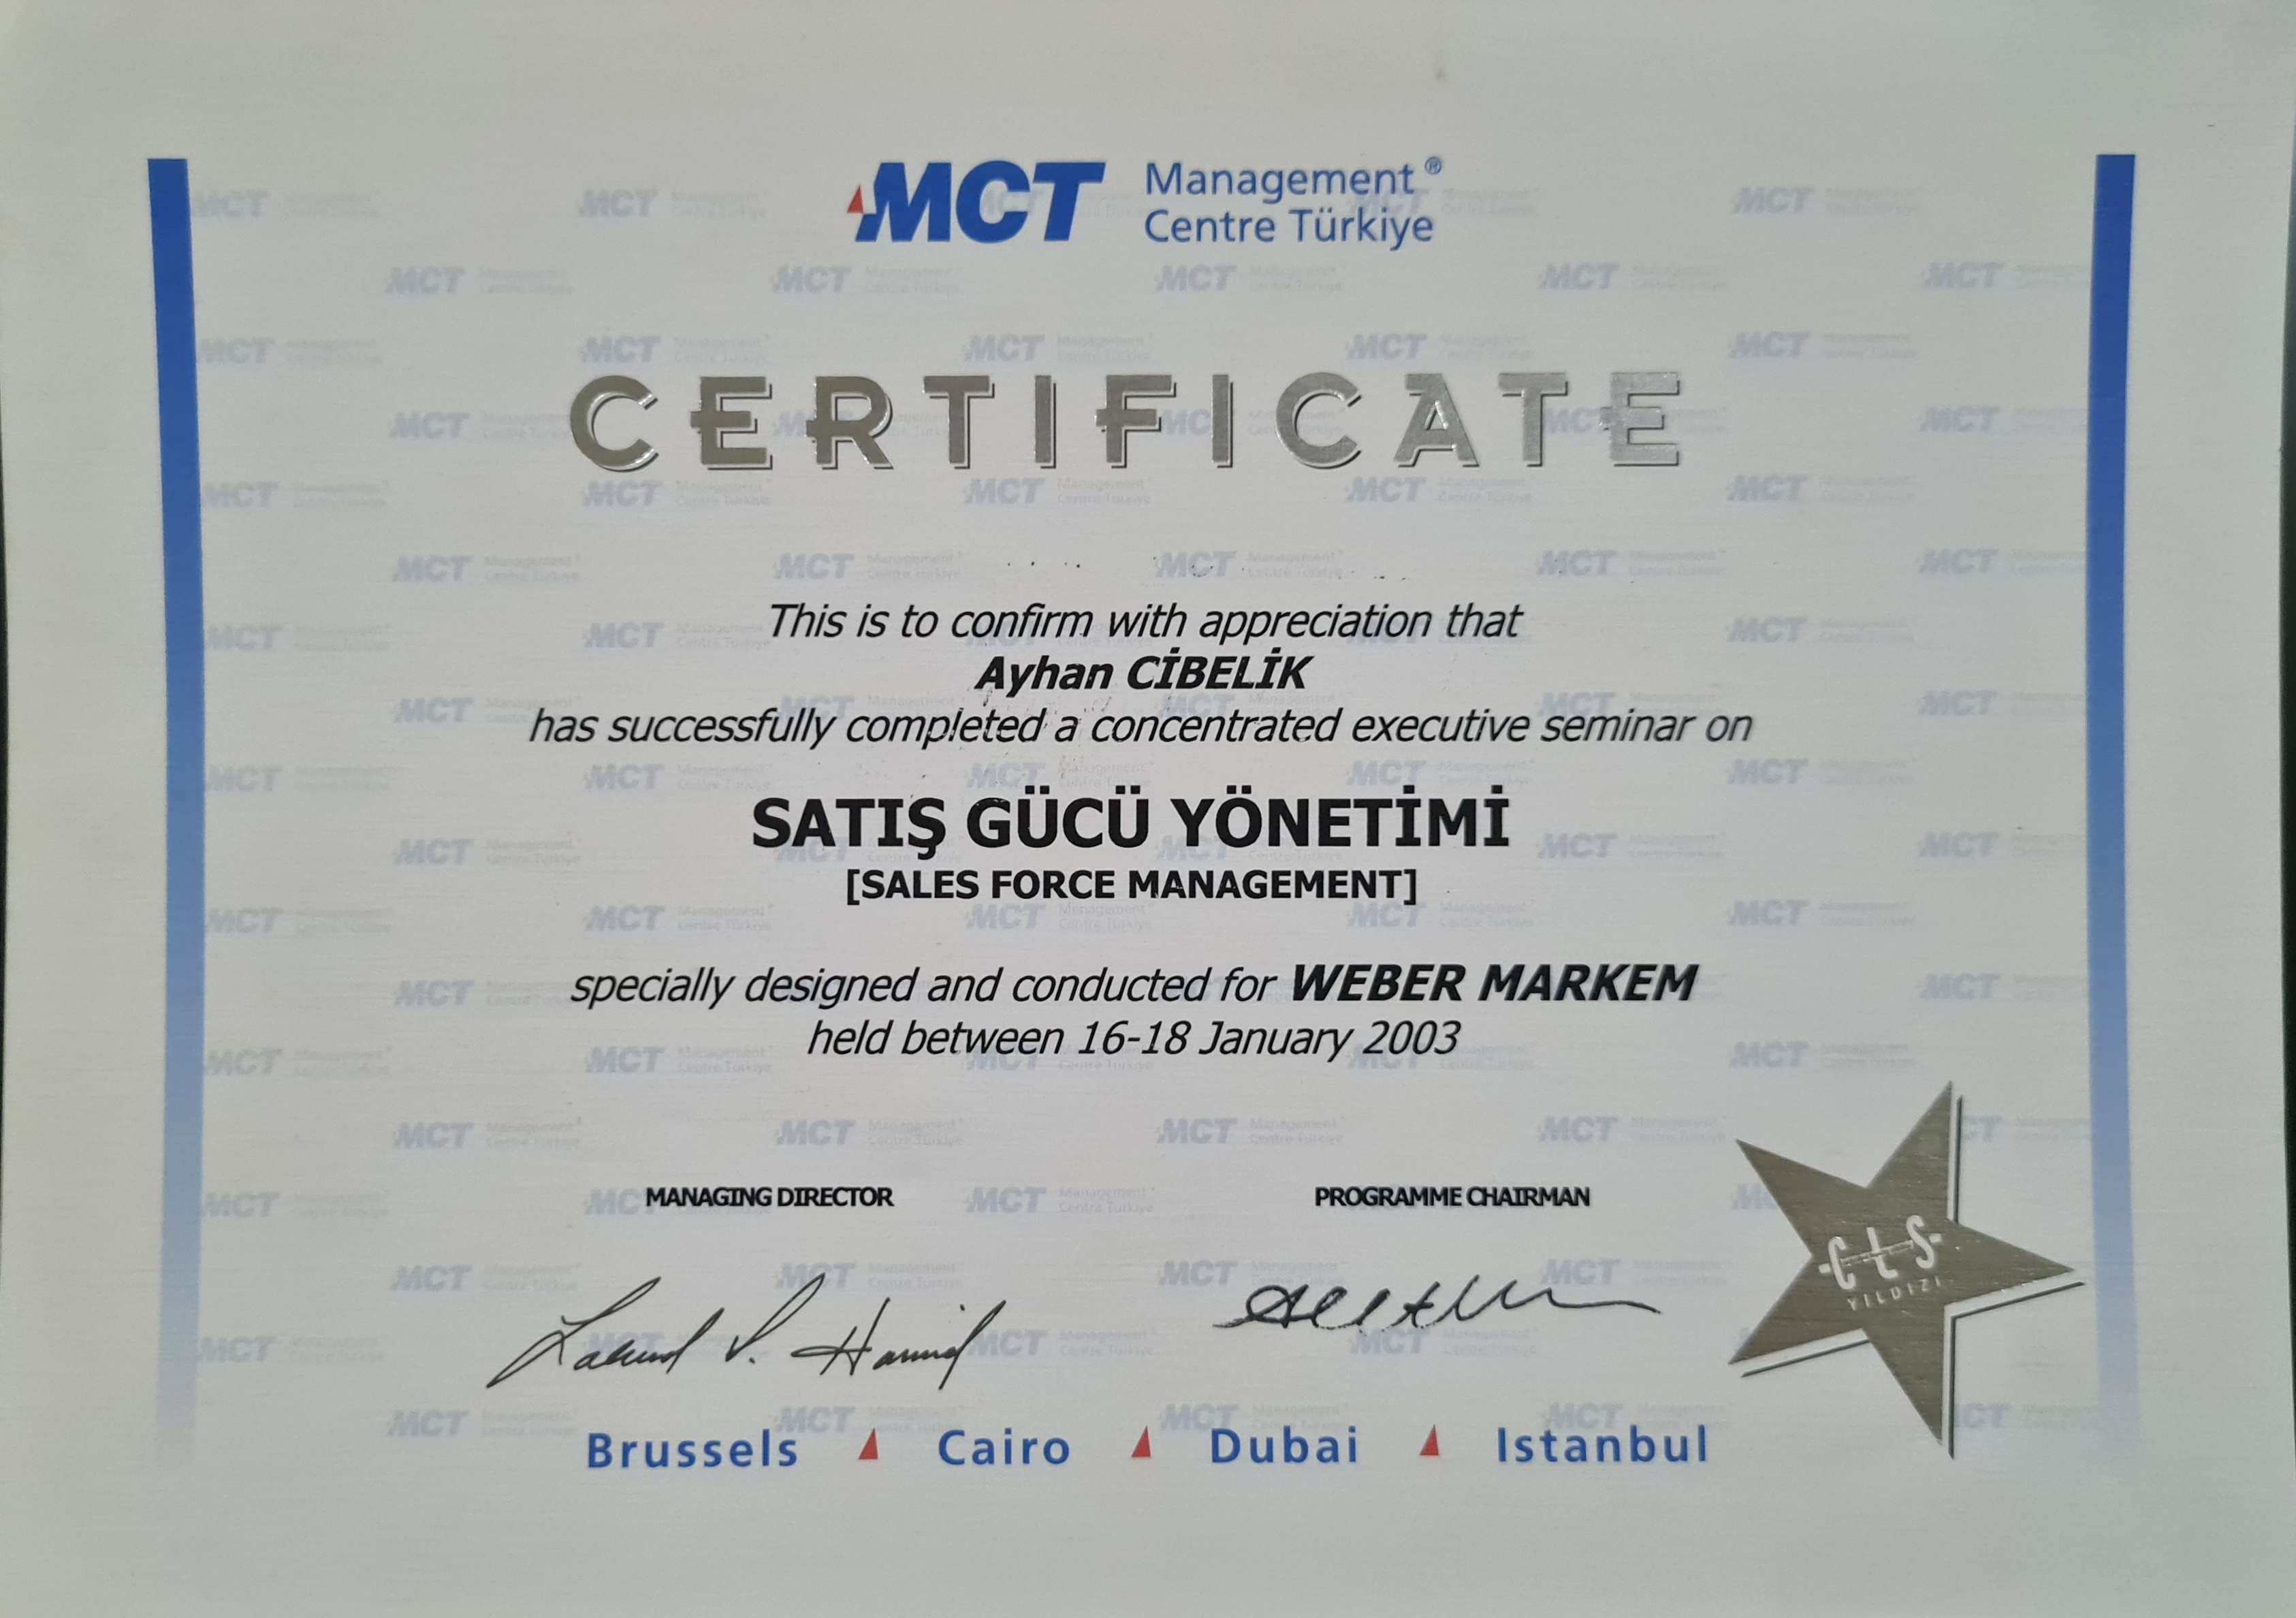 MCT Management®
Centre Türkiye
CERTIFICATE
This is to confirm with appreciation that
Ayhan CİBELİK
has successfully completed a concentrated executive seminar on
SATIŞ GÜCÜ YÖNETİMİ
[SALES FORCE MANAGEMENT]
specially designed and conducted for WEBER MARKEM
held between 16-18 January 2003
MANAGING DIRECTOR
PROGRAMME CHAIRMAN
YILDIZI
Brussels Cairo Dubai Istanbul